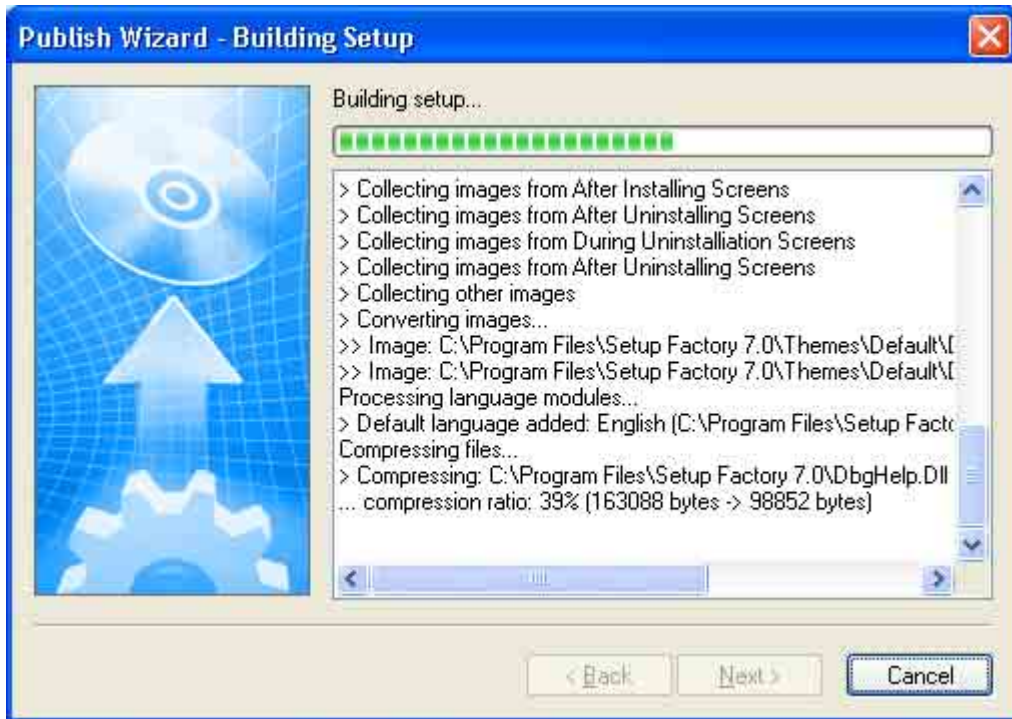 Publish Wizard - Building Setup
Building setup...
> Collecting images from After Installing Screens
> Collecting images from After Uninstalling Screens
> Collecting images from During Uninstalliation Screens
> Collecting images from After Uninstalling Screens
> Collecting other images
> Converting images...
>> Image: C:\Program Files\Setup Factory 7.0\Themes\Default\
>> Image: C:\Program Files\Setup Factory 7.0\Themes\Default\
Processing language modules...
> Default language added: English (C:\Program Files\Setup Facto
Compressing files...
> Compressing: C:\Program Files\Setup Factory 7.0\DbgHelp.Dll
... compression ratio: 39% (163088 bytes -> 98852 bytes)
< Back
Next >
Cancel